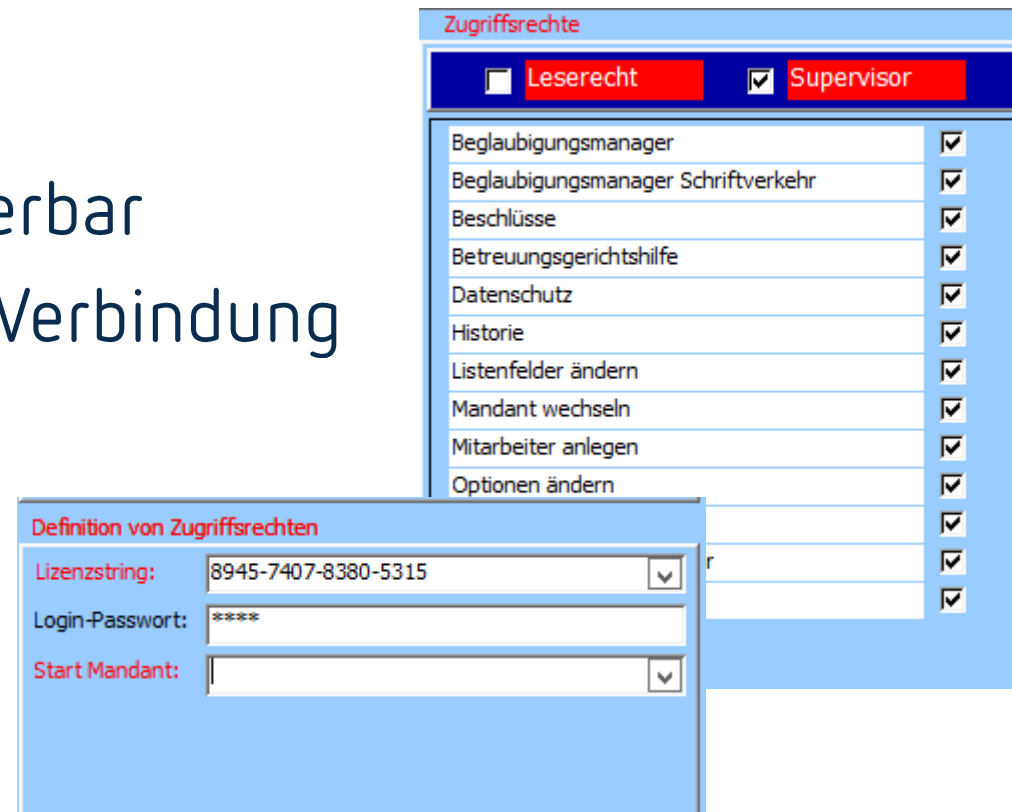 Zugriffsrechte
Leserecht Supervisor
Beglaubigungsmanager
Beglaubigungsmanager Schriftverkehr
Beschlüsse
Betreuungsgerichtshilfe
Datenschutz
Historie
Listenfelder ändern
Mandant wechseln
Mitarbeiter anlegen
Optionen ändern
r
erbar
Verbindung
Definition von Zugriffsrechten
Lizenzstring: 8945-7407-8380-5315
Login-Passwort: ****
Start Mandant: